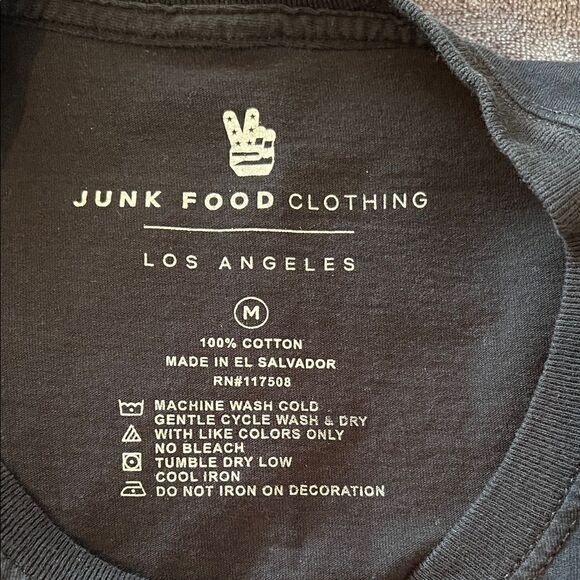 JUNK FOOD CLOTHING
LOS ANGELES
M
100% COTTON
MADE IN EL SALVADOR
RN#117508
MACHINE WASH COLD
GENTLE CYCLE WASH & DRY
WITH LIKE COLORS ONLY
NO BLEACH
TUMBLE DRY LOW
COOL IRON
DO NOT IRON ON DECORATION